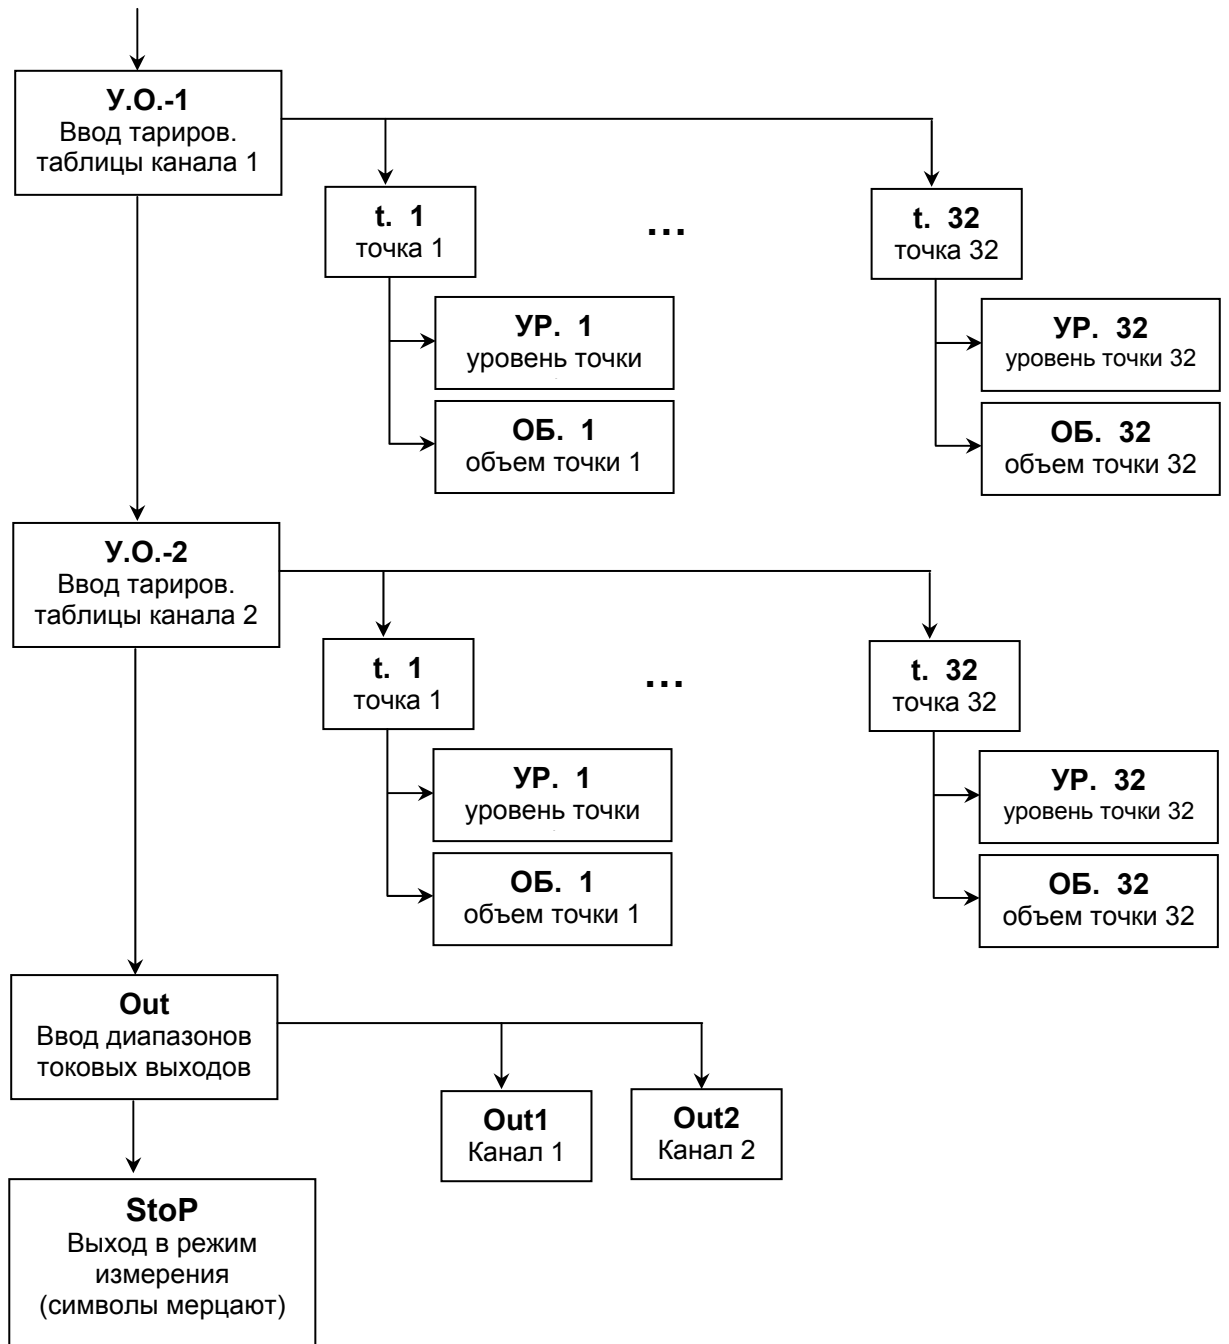 У.О.-1
Ввод тариров.
таблицы канала 1
t. 1
точка 1
...
t. 32
точка 32
УР. 1
уровень точки
УР. 32
уровень точки 32
ОБ. 1
объем точки 1
ОБ. 32
объем точки 32
У.О.-2
Ввод тариров.
таблицы канала 2
t. 1
точка 1
...
t. 32
точка 32
УР. 1
уровень точки
УР. 32
уровень точки 32
ОБ. 1
объем точки 1
ОБ. 32
объем точки 32
Out
Ввод диапазонов
токовых выходов
Out1
Канал 1
Out2
Канал 2
StoP
Выход в режим
измерения
(символы мерцают)